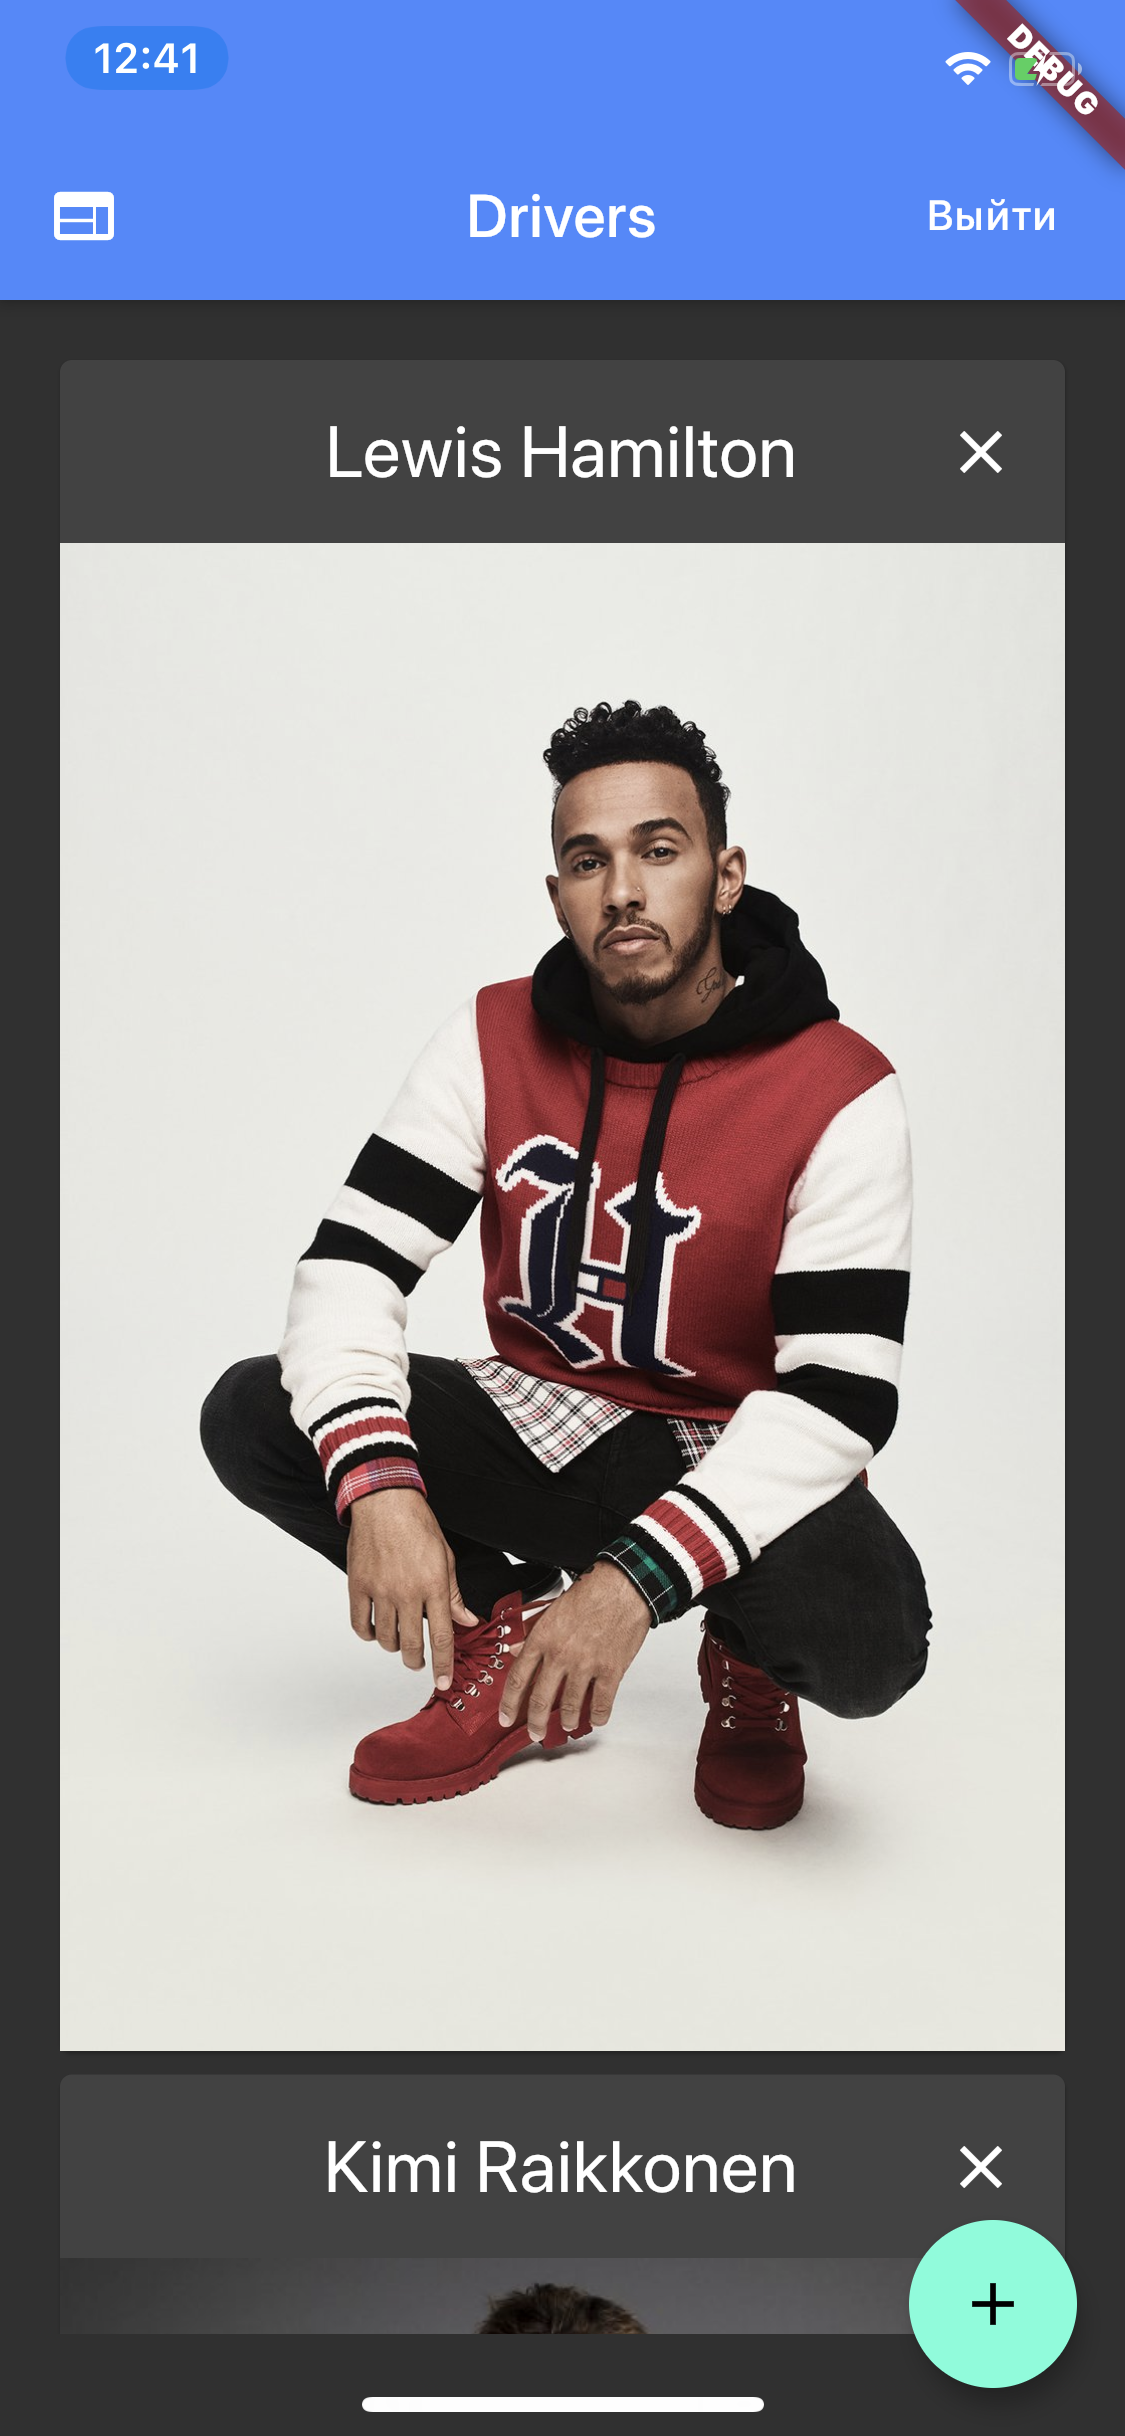 12:41
DEBUG
Drivers
Выйти
Lewis Hamilton
H
Kimi Raikkonen